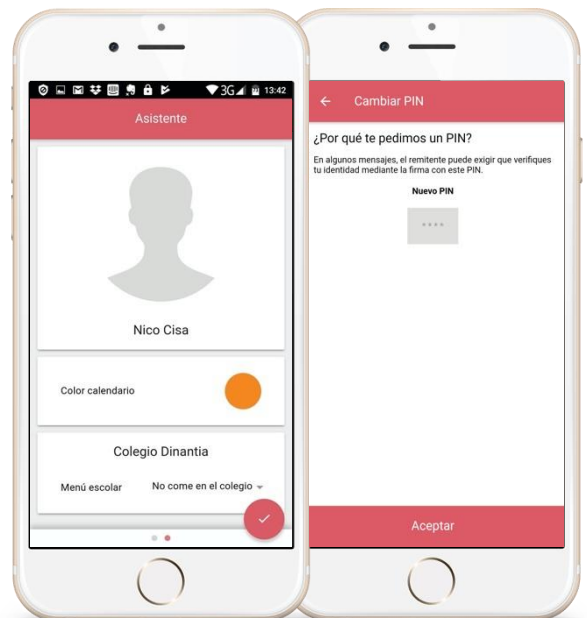 3G 13:42
Asistente
Nico Cisa
Color calendario
Colegio Dinantia
Menú escolar No come en el colegio
Cambiar PIN
¿Por qué te pedimos un PIN?
En algunos mensajes, el remitente puede exigir que verifiques
tu identidad mediante la firma con este PIN.
Nuevo PIN
****
Aceptar